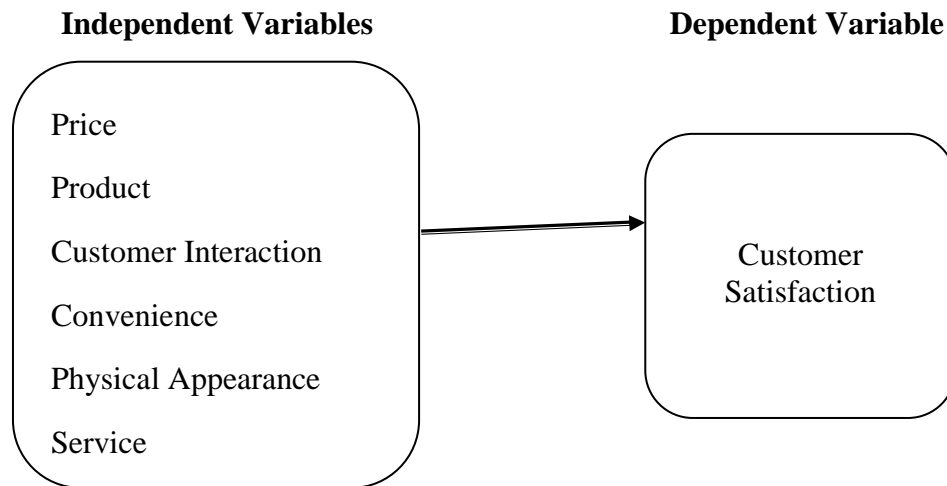 Independent Variables
Dependent Variable
Price
Product
Customer Interaction
Convenience
Physical Appearance
Service
Customer
Satisfaction